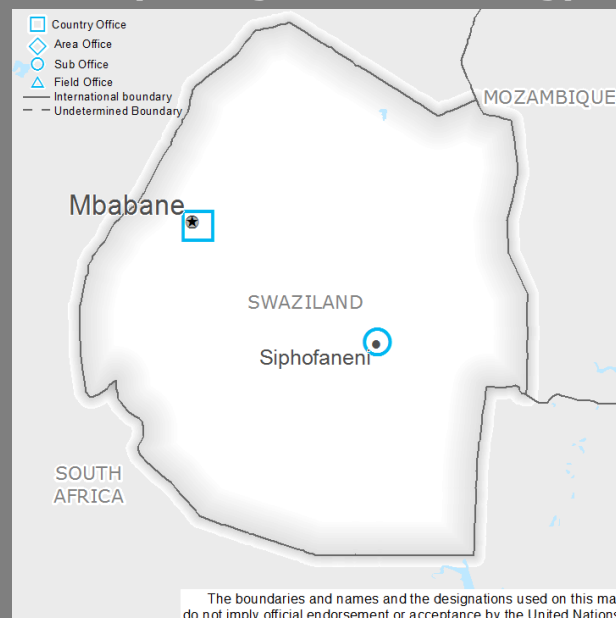 Country Office
Area Office
Sub Office
Field Office
International boundary
Undetermined Boundary
MOZAMBIQUE
Mbabane
SWAZILAND
Siphofaneni
SOUTH
AFRICA
The boundaries and names and the designations used on this ma
do not imply official endorsement or acceptance by the United Nations